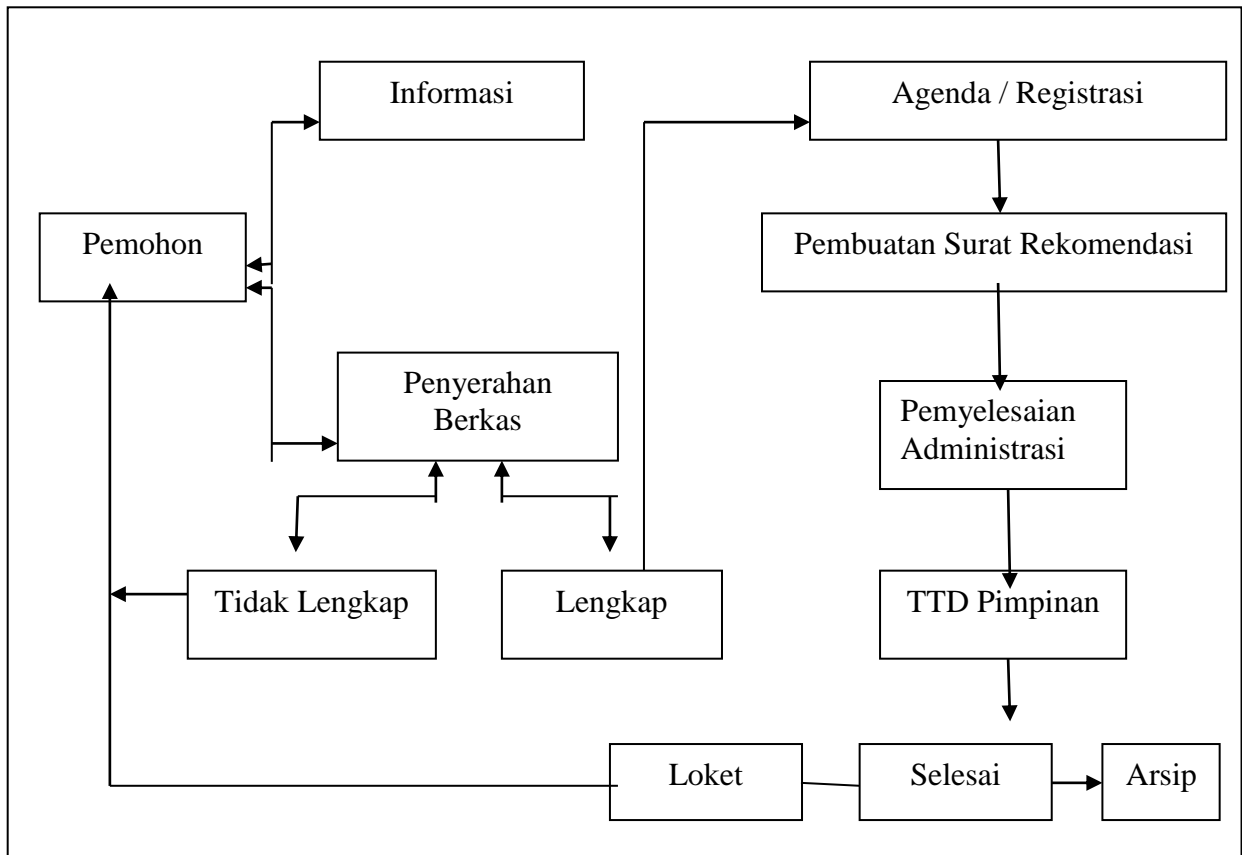 Informasi
Agenda / Registrasi
Pemohon
Pembuatan Surat Rekomendasi
Penyerahan
Berkas
Pemyelesaian
Administrasi
Tidak Lengkap
Lengkap
TTD Pimpinan
Loket
Selesai
Arsip